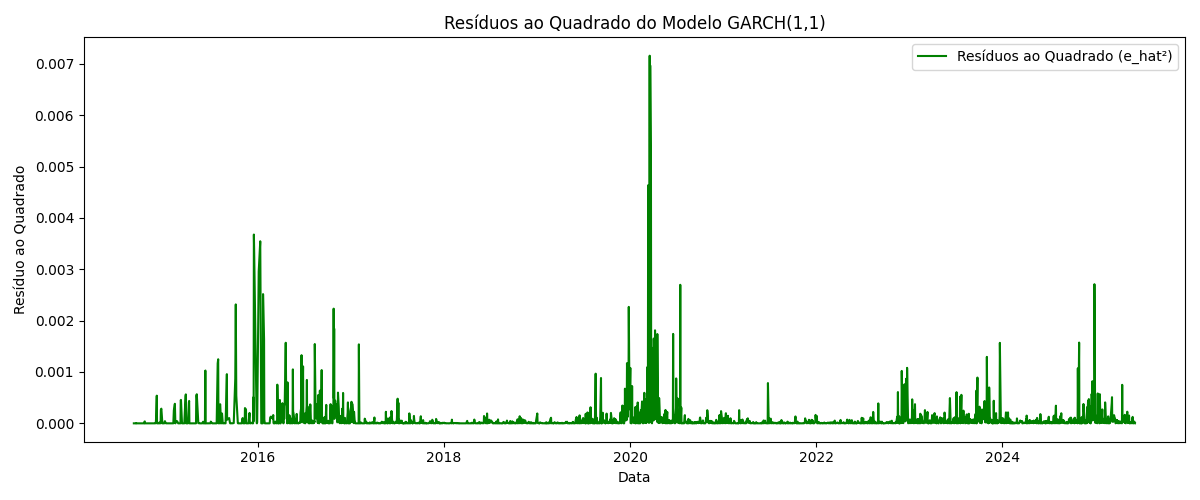 Resíduos ao Quadrado do Modelo GARCH(1,1)
Resíduos ao Quadrado (e_hat²)
Resíduo ao Quadrado
0.007
0.006
0.005
0.004
0.003
0.002
0.001
0.000
2016 2018 2020 2022 2024
Data